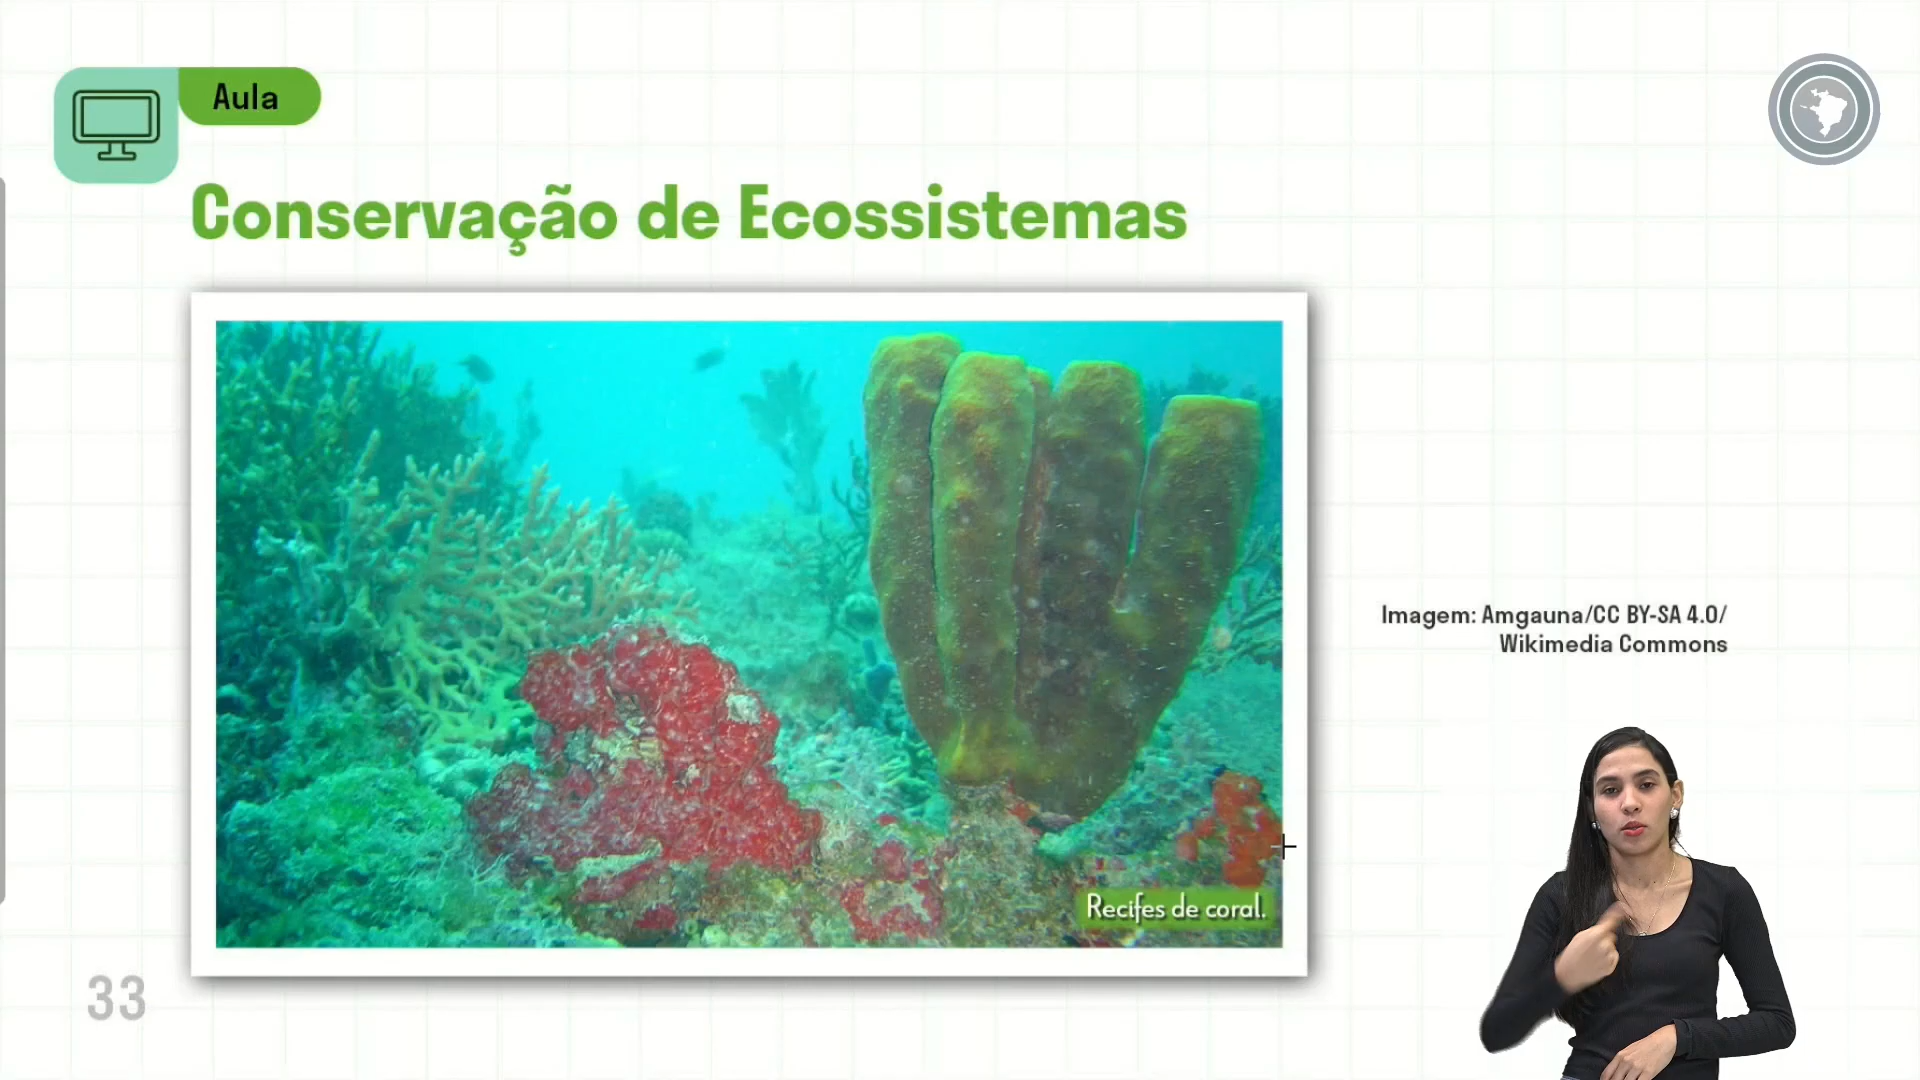 Aula
Conservação de Ecossistemas
Imagem: Amgauna/CC BY-SA 4.0/
Wikimedia Commons
Recifes de coral.
33